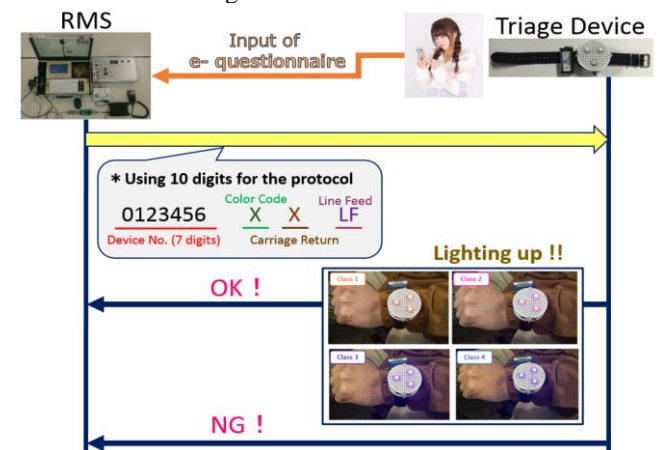 RMS
Triage Device
Input of
e- questionnaire
* Using 10 digits for the protocol
Color Code
Line Feed
0123456 X X LF
Device No. (7 digits)
Carriage Return
Lighting up !!
OK !
Class 1
Class 2
Class 3
Class 4
NG !